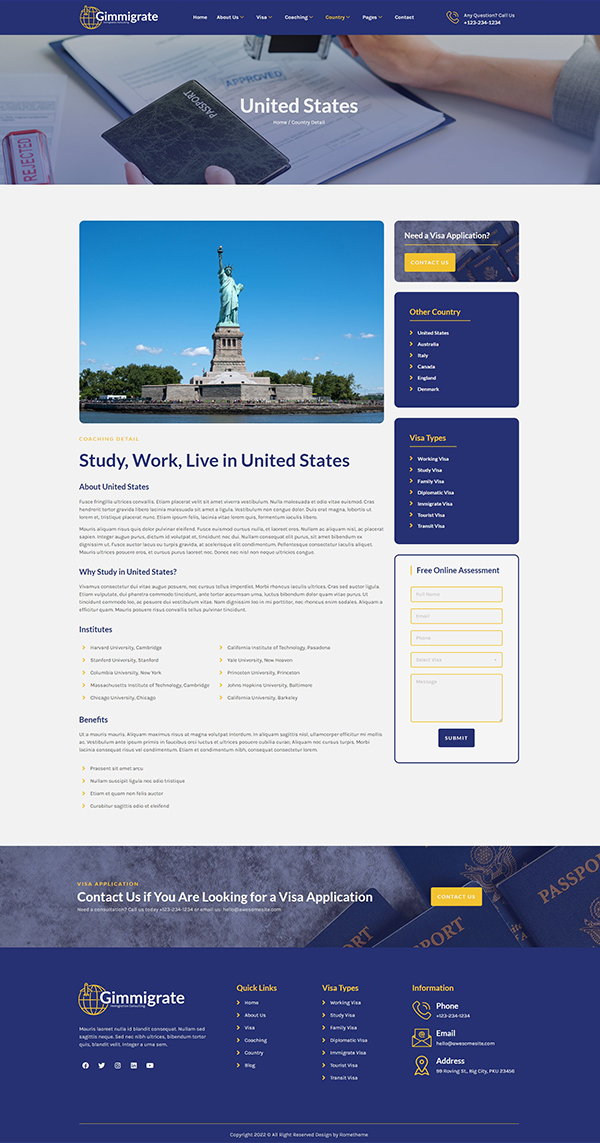 Gimmigrate
Immigration Consulting
Home About Us Visa Coaching Country Pages Contact
Any Question? Call Us
+123-234-1234
APPROVED
PASSPORT
REJECTED
United States
Home / Country Detail
Need a Visa Application?
CONTACT US
Other Country
United States
Australia
Italy
Canada
England
Denmark
Visa Types
Working Visa
Study Visa
Family Visa
Diplomatic Visa
Immigrate Visa
Tourist Visa
Transit Visa
Free Online Assessment
Full Name
Email
Phone
Select Visa
Message
SUBMIT
COACHING DETAIL
Study, Work, Live in United States
About United States
Fusce fringilla ultrices convallis. Etiam placerat velit sit amet viverra vestibulum. Nulla malesuada et odio vitae euismod. Cras
hendrerit tortor gravida libero lacinia malesuada sit amet a ligula. Vestibulum non congue dolor. Duis erat magna, lobortis ut
lorem et, tristique placerat nunc. Etiam ipsum felis, lacinia vitae lorem quis, fermentum iaculis libero.
Mauris aliquam risus quis dolor pulvinar eleifend. Fusce euismod cursus nulla, et laoreet eros. Nullam ac aliquam nisl, ac placerat
sapien. Integer augue purus, dictum id volutpat et, tincidunt nec dui. Nullam consequat elit purus, sit amet bibendum ex
dignissim ut. Fusce auctor lacus eu turpis gravida, at scelerisque elit condimentum. Pellentesque consectetur iaculis aliquet.
Mauris ultrices posuere eros, et cursus purus laoreet nec. Donec nec nisl non neque ultricies congue.
Why Study in United States?
Vivamus consectetur dui vitae augue posuere, nec cursus tellus imperdiet. Morbi rhoncus iaculis ultrices. Cras sed auctor ligula.
Etiam vulputate, dui pharetra commodo tincidunt, ante tortor accumsan urna, luctus bibendum dolor quam vitae purus. Ut
tincidunt commodo leo, ac posuere dui vestibulum vitae. Nam dignissim leo in mi porttitor, nec rhoncus enim sodales. Aliquam a
efficitur quam. Mauris posuere risus convallis tellus pulvinar tincidunt.
Institutes
Harvard University, Cambridge
Stanford University, Stanford
Columbia University, New York
Massachusetts Institute of Technology, Cambridge
Chicago University, Chicago
California Institute of Technology, Pasadena
Yale University, New Heaven
Princeton University, Princeton
Johns Hopkins University, Baltimore
California University, Berkeley
Benefits
Ut a mauris mauris. Aliquam maximus risus at magna volutpat interdum. In aliquam sagittis nisl, ullamcorper efficitur mi mollis
ac. Vestibulum ante ipsum primis in faucibus orci luctus et ultrices posuere cubilia curae; Aliquam nec cursus turpis. Morbi
lacinia consequat risus vel condimentum. Etiam et condimentum nibh, consequat consectetur lorem.
Praesent sit amet arcu
Nullam suscipit ligula nec odio tristique
Etiam et quam non felis auctor
Curabitur sagittis odio at eleifend
VISA APPLICATION
Contact Us if You Are Looking for a Visa Application
Need a consultation? Call us today +123-234-1234 or email us: hello@awesomesite.com
CONTACT US
PASSPORT
PASSPORT
Gimmigrate
Immigration Consulting
Mauris laoreet nulla id blandit consequat. Nullam sed
sagittis neque. Sed nec nibh ultrices, bibendum tortor
quis, blandit velit. Integer a urna sem.
Quick Links
Home
About Us
Visa
Coaching
Country
Blog
Visa Types
Working Visa
Study Visa
Family Visa
Diplomatic Visa
Immigrate Visa
Tourist Visa
Transit Visa
Information
Phone
+123-234-1234
Email
hello@awesomesite.com
Address
99 Roving St., Big City, PKU 23456
Copyright 2022 © All Right Reserved Design by Rometheme